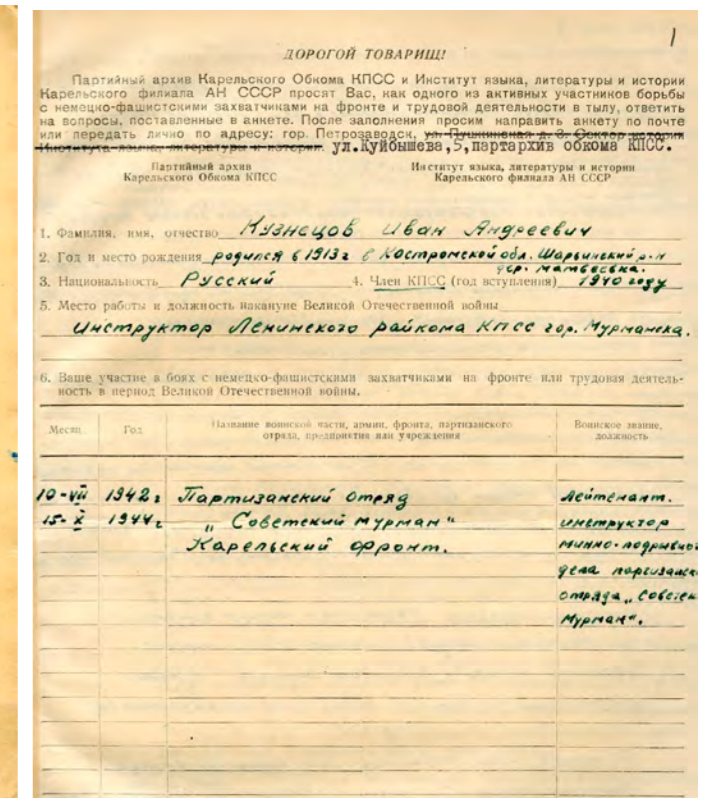 1
ДОРОГОЙ ТОВАРИЩ!
Партийный архив Карельского Обкома КПСС и Институт языка, литературы и истории
Карельского филиала АН СССР просят Вас, как одного из активных участников борьбы
с немецко-фашистскими захватчиками на фронте и трудовой деятельности в тылу, ответить
на вопросы, поставленные в анкете. После заполнения просим направить анкету по почте
или передать лично по адресу: гор. Петрозаводск, ул. Пушкинская д. 3. Сектор истории
Института языка, литературы и истории. ул.Куйбышева,5,партархив обкома КПСС.
Партийный архив
Карельского Обкома КПСС
Институт языка, литературы и истории
Карельского филиала АН СССР
1. Фамилия, имя, отчество Кузнецов Иван Андреевич
2. Год и место рождения родился в 1913г в Костромской обл. Шарьинский р-н
дер. Матвеевка.
3. Национальность Русский 4. Член КПСС (год вступления) 1940 году
5. Место работы и должность накануне Великой Отечественной войны
Инструктор Ленинского райкома КПСС гор. Мурманска.
6. Ваше участие в боях с немецко-фашистскими захватчиками на фронте или трудовая деятель-
ность в период Великой Отечественной войны.
Месяц Год Название воинской части, армии, фронта, партизанского
отряда, предприятия или учреждения
Воинское звание,
должность
10-VII 1942г Партизанский отряд Лейтенант.
15-X 1944г „Советский Мурман" инструктор
Карельский фронт. минно-подрывного
дела партизанск
отряда „Советск
Мурман".